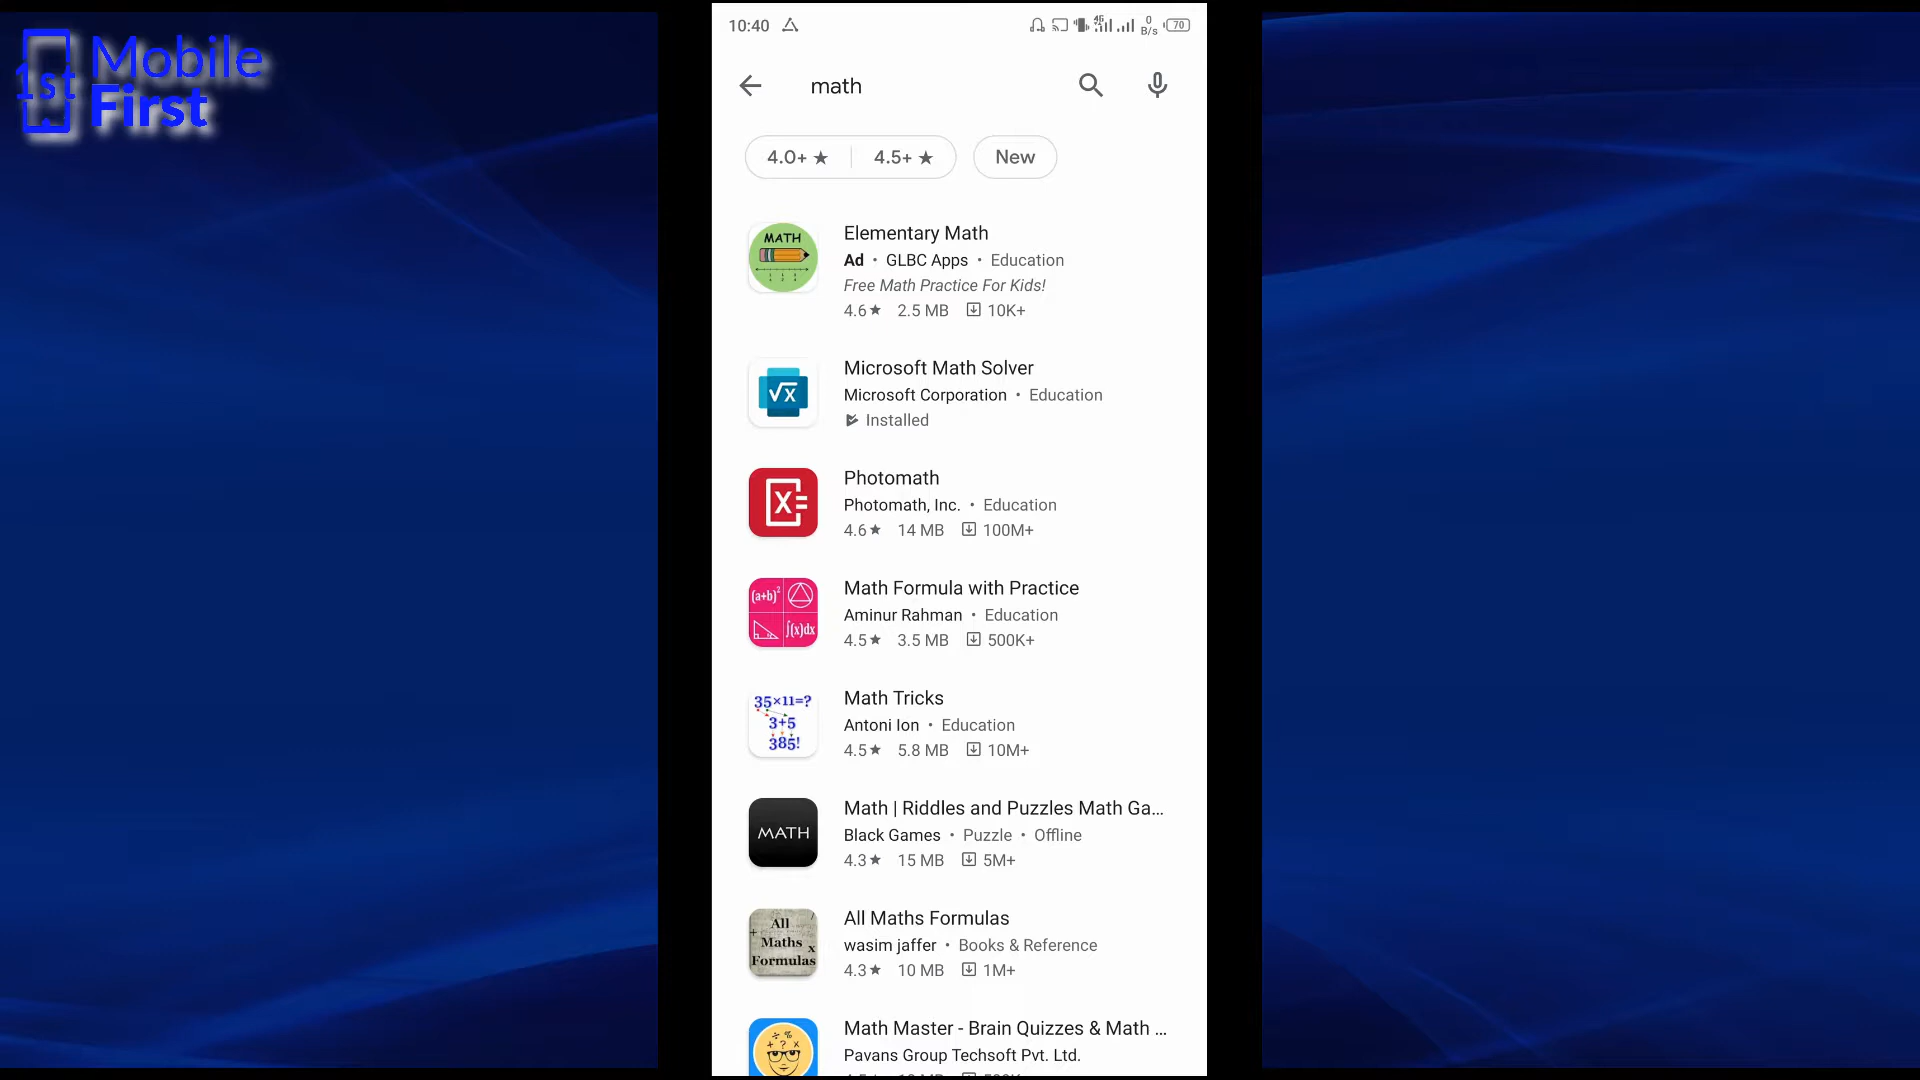 1st Mobile
First
10:40 4G 0 B/s 70
math
4.0+ ★ 4.5+ ★ New
MATH
Elementary Math
Ad • GLBC Apps • Education
Free Math Practice For Kids!
4.6★ 2.5 MB 10K+
√x
Microsoft Math Solver
Microsoft Corporation • Education
Installed
X=
Photomath
Photomath, Inc. • Education
4.6★ 14 MB 100M+
(a+b)² ∫(x)dx
Math Formula with Practice
Aminur Rahman • Education
4.5★ 3.5 MB 500K+
35×11=?
3+5
385!
Math Tricks
Antoni Ion • Education
4.5★ 5.8 MB 10M+
MATH
Math | Riddles and Puzzles Math Ga...
Black Games • Puzzle • Offline
4.3★ 15 MB 5M+
All
+ Maths x
Formulas
All Maths Formulas
wasim jaffer • Books & Reference
4.3★ 10 MB 1M+
÷ %
+ ? x
Math Master - Brain Quizzes & Math ...
Pavans Group Techsoft Pvt. Ltd.